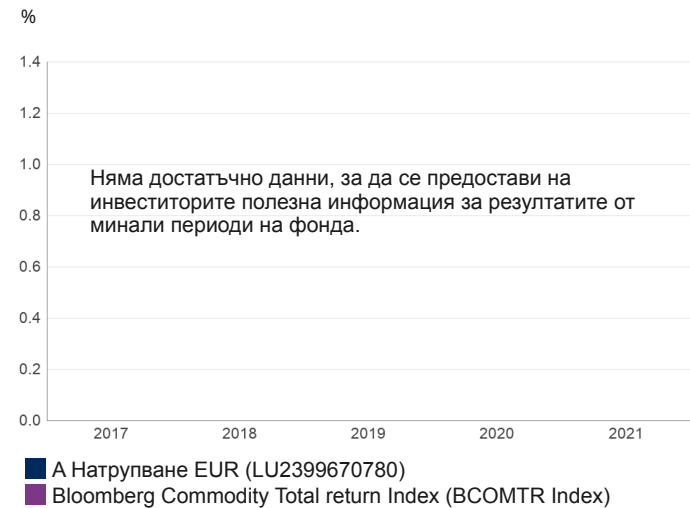 %
1.4
1.2
1.0
Няма достатъчно данни, за да се предостави на
инвеститорите полезна информация за резултатите от
0.8
минали периоди на фонда.
0.6
0.4
0.2
0.0
2017 2018 2019 2020 2021
А Натрупване EUR (LU2399670780)
Bloomberg Commodity Total return Index (BCOMTR Index)